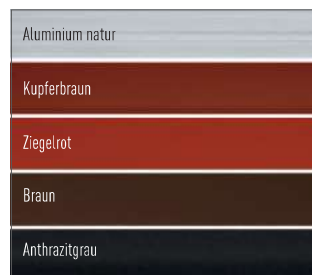 Aluminium natur
Kupferbraun
Ziegelrot
Braun
Anthrazitgrau